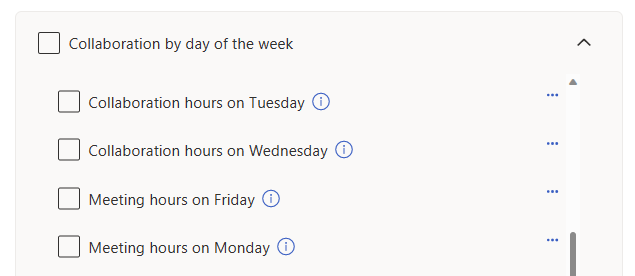 Collaboration by day of the week
Collaboration hours on Tuesday
Collaboration hours on Wednesday
Meeting hours on Friday
Meeting hours on Monday